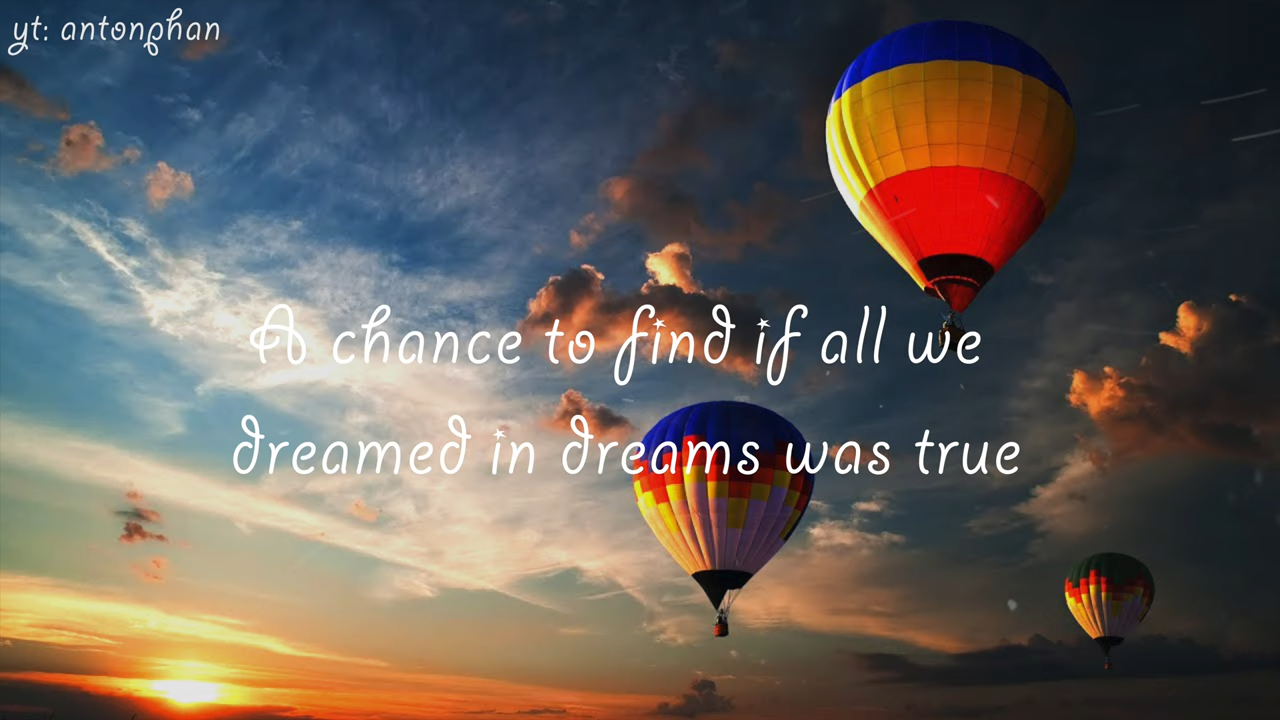 yt: antonphan
A chance to find if all we
dreamed in dreams was true